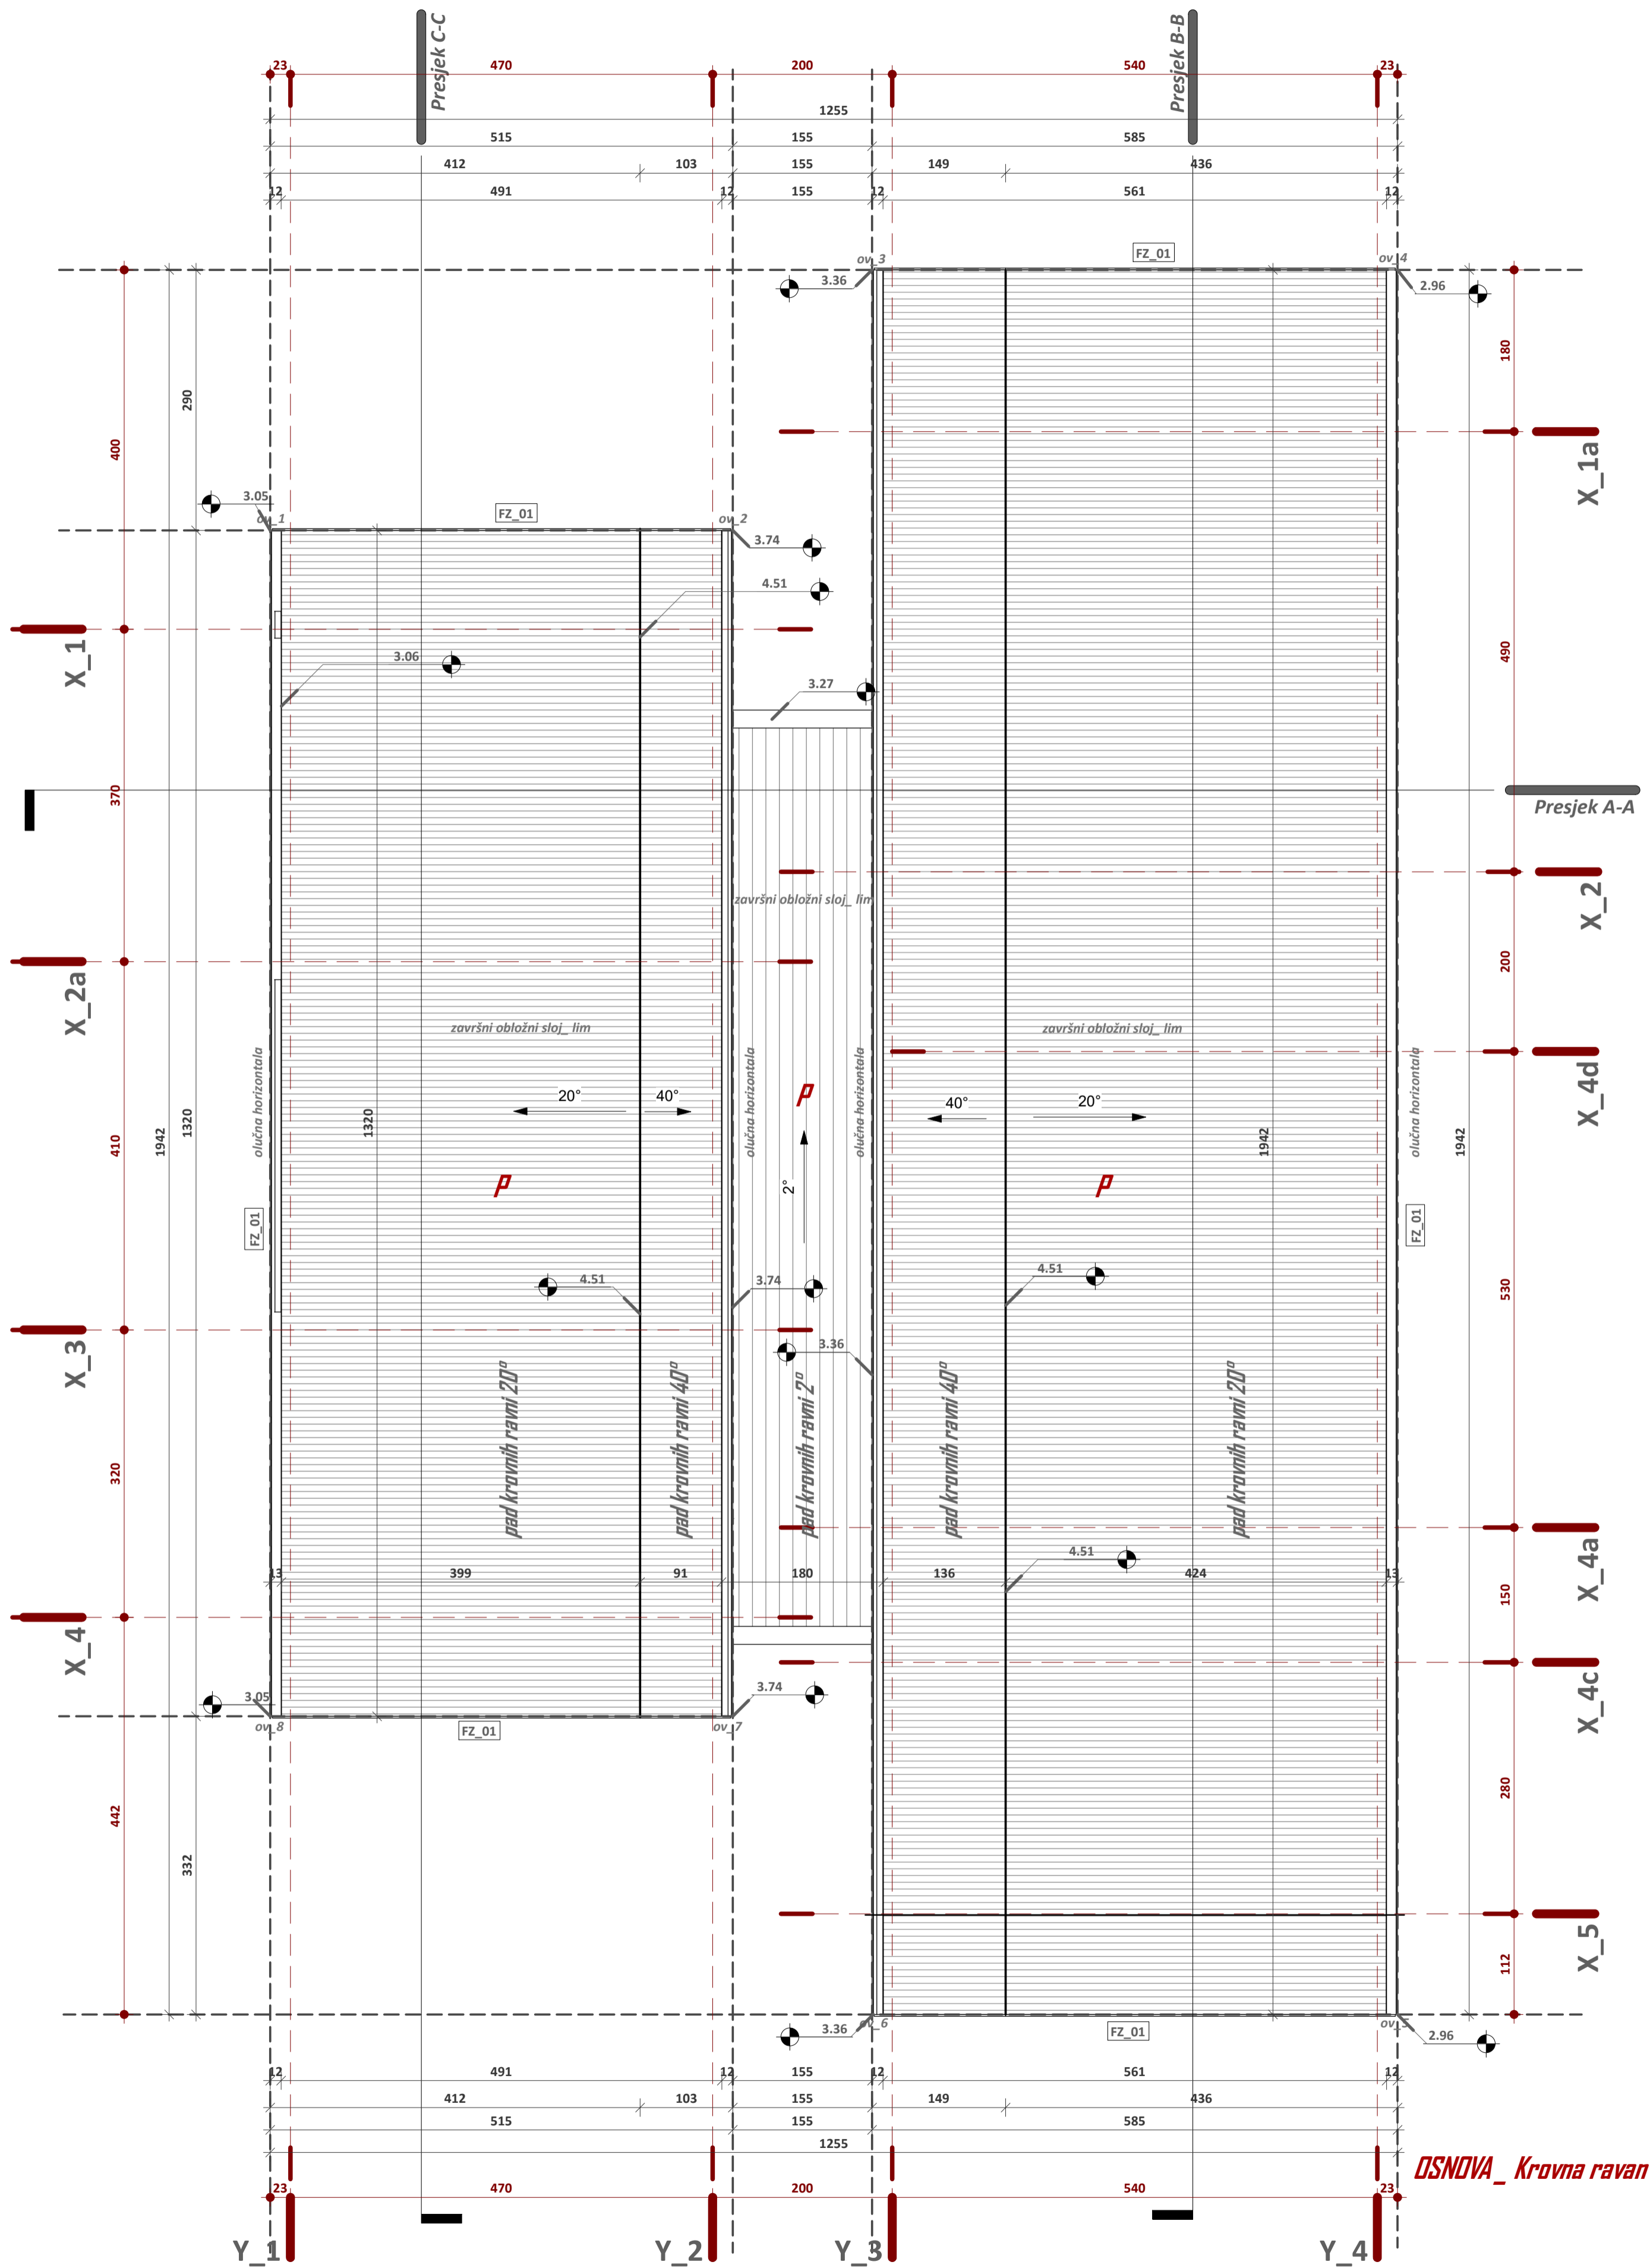 Presjek C-C
Presjek B-B
23
470
200
540
23
1255
515
155
585
412
103
155
149
436
12
491
12
155
12
561
12
FZ_01
ov_3
ov_4
3.36
2.96
180
290
400
X_1a
3.05
FZ_01
ov_1
ov_2
3.74
4.51
X_1
3.06
490
3.27
370
Presjek A-A
završni obložni sloj_ lim
X_2
200
X_2a
završni obložni sloj_ lim
završni obložni sloj_ lim
X_4d
olučna horizontala
olučna horizontala
olučna horizontala
olučna horizontala
20°
40°
P
40°
20°
410
1942
1320
1320
1942
1942
2°
P
P
FZ_01
FZ_01
4.51
3.74
4.51
530
X_3
3.36
pad krovnih ravni 20°
pad krovnih ravni 40°
pad krovnih ravni 2°
pad krovnih ravni 40°
pad krovnih ravni 20°
320
X_4a
4.51
13
399
91
180
136
424
13
150
X_4
X_4c
3.05
3.74
ov_8
ov_7
FZ_01
280
442
332
X_5
112
3.36
ov_6
FZ_01
ov_5
2.96
12
491
12
155
12
561
12
412
103
155
149
436
515
155
585
1255
OSNOVA_ Krovna ravan
23
470
200
540
23
Y_1
Y_2
Y_3
Y_4